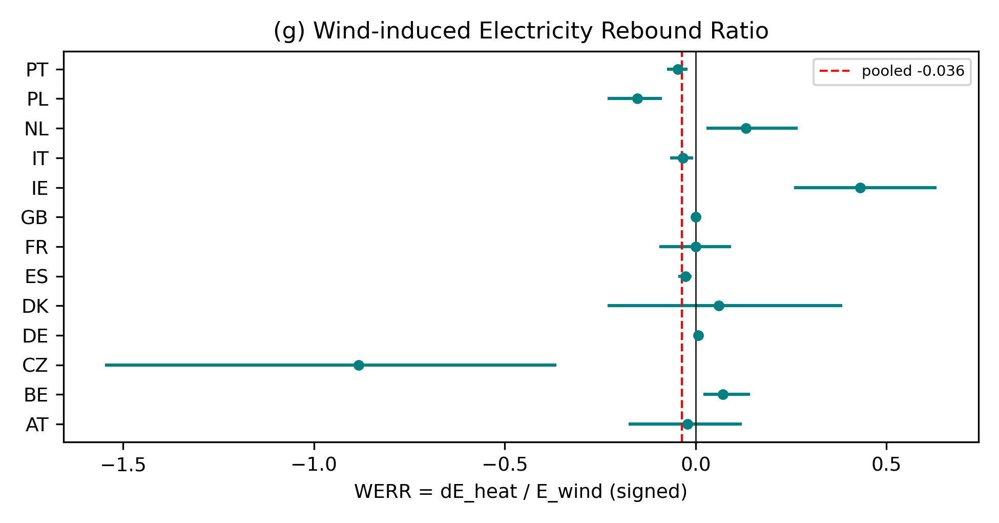 (g) Wind-induced Electricity Rebound Ratio
pooled -0.036
PT
PL
NL
IT
IE
GB
FR
ES
DK
DE
CZ
BE
AT
−1.5 −1.0 −0.5 0.0 0.5
WERR = dE_heat / E_wind (signed)